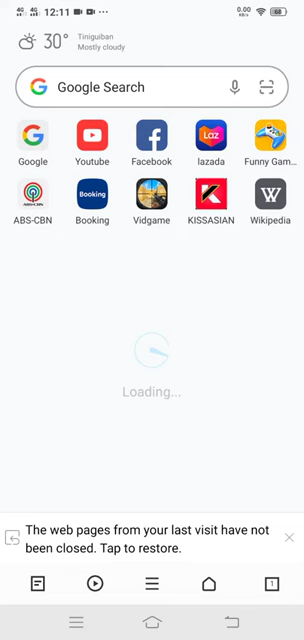 4G 4G 12:11 0.00 KB/s 68
30° Tiniguiban
Mostly cloudy
Google Search
Google Youtube Facebook lazada Funny Gam...
ABS-CBN Booking Vidgame KISSASIAN Wikipedia
Loading...
The web pages from your last visit have not
been closed. Tap to restore.
1